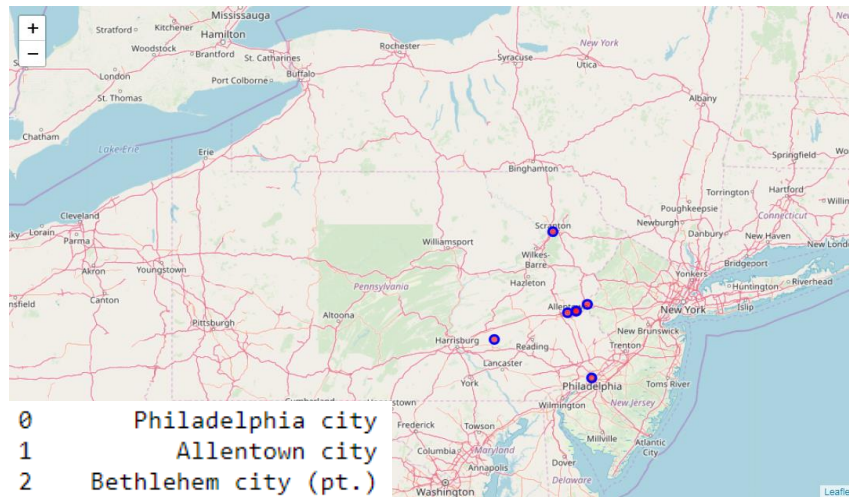 +
−
Mississauga
Stratford
Kitchener
Hamilton
Woodstock
Brantford
St. Catharines
London
Port Colborne
Buffalo
St. Thomas
Chatham
Rochester
Syracuse
Utica
New York
Albany
Lake Erie
Erie
Binghamton
Springfield
Torrington
Hartford
Poughkeepsie
Connecticut
Newburgh
Danbury
New Haven
New London
Bridgeport
Cleveland
Lorain
Parma
Akron
Youngstown
Canton
Scranton
Williamsport
Wilkes-
Barre
Hazleton
Yonkers
Huntington
Riverhead
New York
Islip
Pennsylvania
Altoona
Pittsburgh
Harrisburg
Reading
New Brunswick
Trenton
Lancaster
York
Philadelphia
Toms River
Wilmington
New Jersey
Frederick
Towson
Millville
Atlantic
City
Columbia
Maryland
Annapolis
Dover
Delaware
Washington
0 Philadelphia city
1 Allentown city
2 Bethlehem city (pt.)